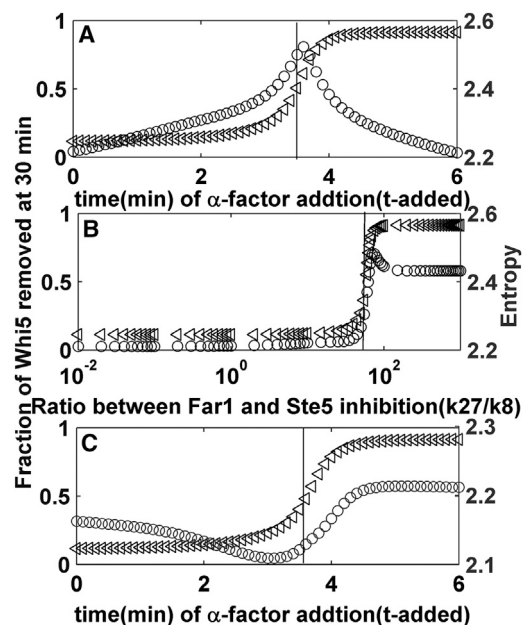 Fraction of Whi5 removed at 30 min
Entropy
A
1
0.5
0
2.6
2.4
2.2
0 2 4 6
time(min) of α-factor addtion(t-added)
B
1
0.5
0
2.6
2.4
2.2
10-2 100 102
Ratio between Far1 and Ste5 inhibition(k27/k8)
C
1
0.5
0
2.3
2.2
2.1
0 2 4 6
time(min) of α-factor addtion(t-added)